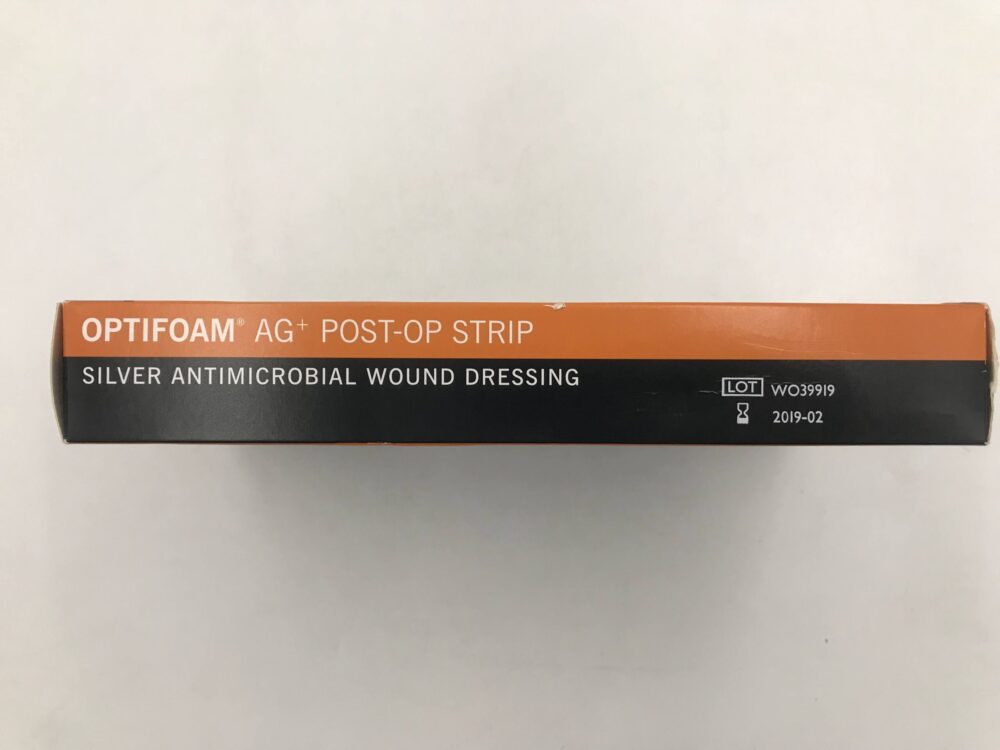 OPTIFOAM® AG+ POST-OP STRIP
SILVER ANTIMICROBIAL WOUND DRESSING
LOT WO39919
2019-02